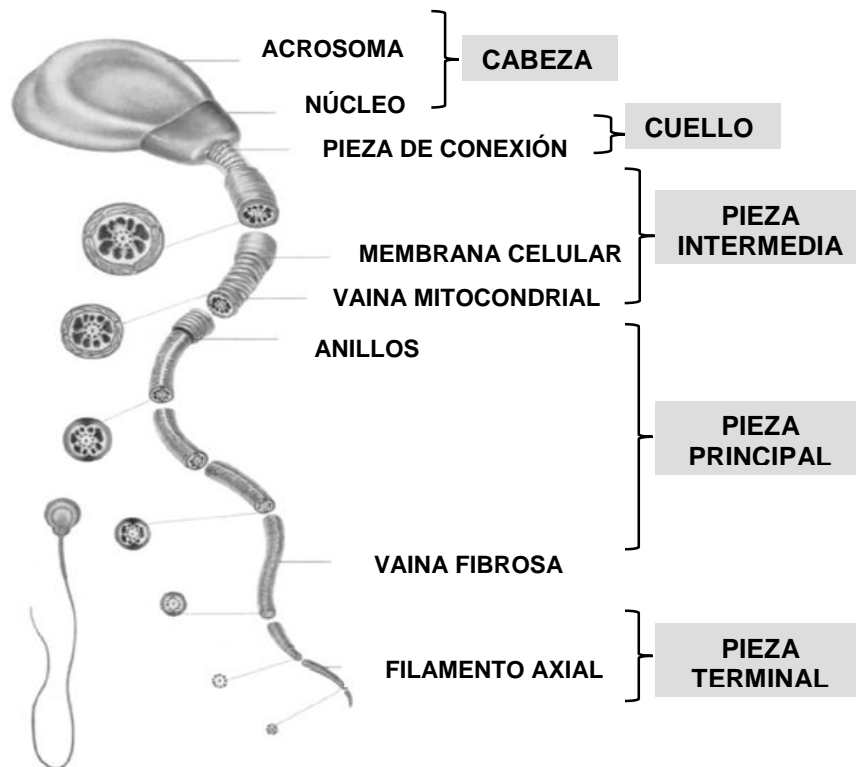 ACROSOMA
CABEZA
NÚCLEO
CUELLO
PIEZA DE CONEXIÓN
PIEZA
INTERMEDIA
MEMBRANA CELULAR
VAINA MITOCONDRIAL
ANILLOS
PIEZA
PRINCIPAL
VAINA FIBROSA
PIEZA
TERMINAL
FILAMENTO AXIAL